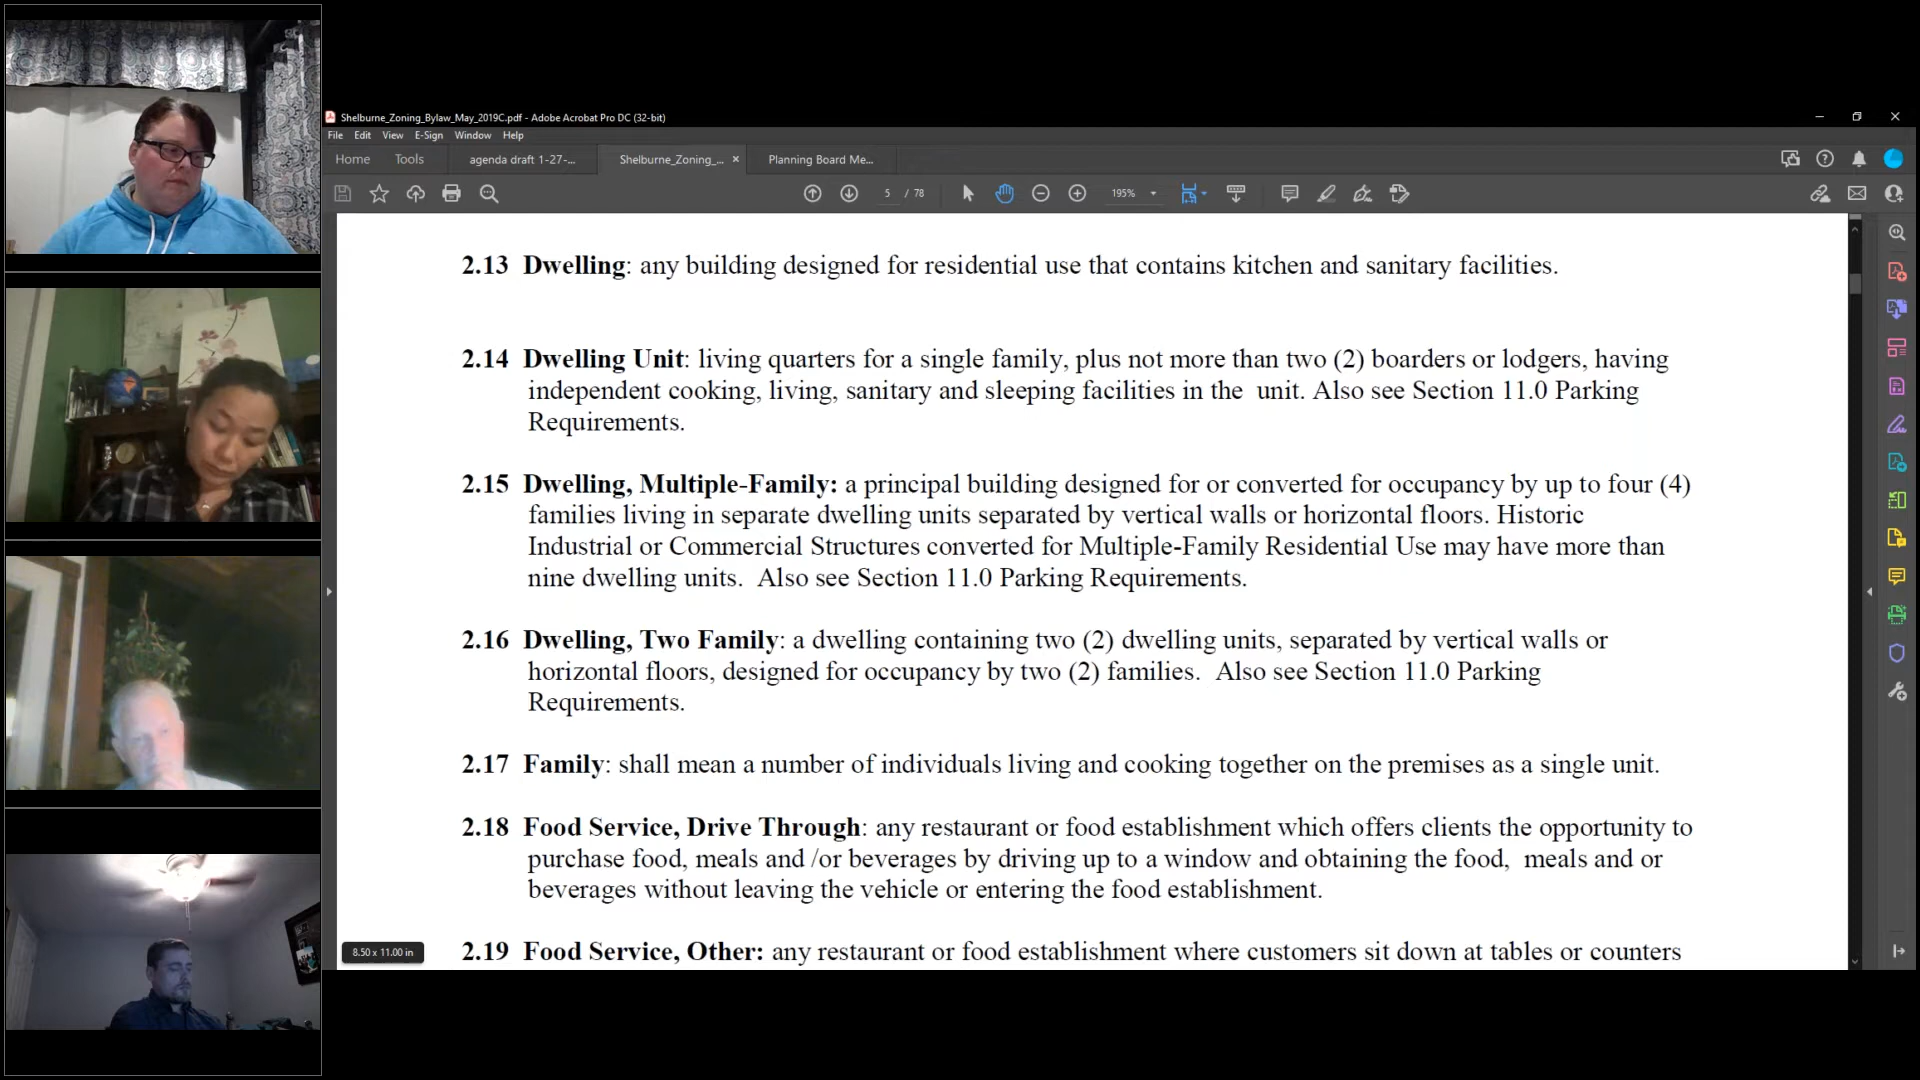 Shelburne_Zoning_Bylaw_May_2019C.pdf - Adobe Acrobat Pro DC (32-bit)
File Edit View E-Sign Window Help
Home Tools agenda draft 1-27-... Shelburne_Zoning_... × Planning Board Me...
5 / 78 195%
2.13 Dwelling: any building designed for residential use that contains kitchen and sanitary facilities.
2.14 Dwelling Unit: living quarters for a single family, plus not more than two (2) boarders or lodgers, having
independent cooking, living, sanitary and sleeping facilities in the unit. Also see Section 11.0 Parking
Requirements.
2.15 Dwelling, Multiple-Family: a principal building designed for or converted for occupancy by up to four (4)
families living in separate dwelling units separated by vertical walls or horizontal floors. Historic
Industrial or Commercial Structures converted for Multiple-Family Residential Use may have more than
nine dwelling units. Also see Section 11.0 Parking Requirements.
2.16 Dwelling, Two Family: a dwelling containing two (2) dwelling units, separated by vertical walls or
horizontal floors, designed for occupancy by two (2) families. Also see Section 11.0 Parking
Requirements.
2.17 Family: shall mean a number of individuals living and cooking together on the premises as a single unit.
2.18 Food Service, Drive Through: any restaurant or food establishment which offers clients the opportunity to
purchase food, meals and /or beverages by driving up to a window and obtaining the food, meals and or
beverages without leaving the vehicle or entering the food establishment.
2.19 Food Service, Other: any restaurant or food establishment where customers sit down at tables or counters
8.50 x 11.00 in